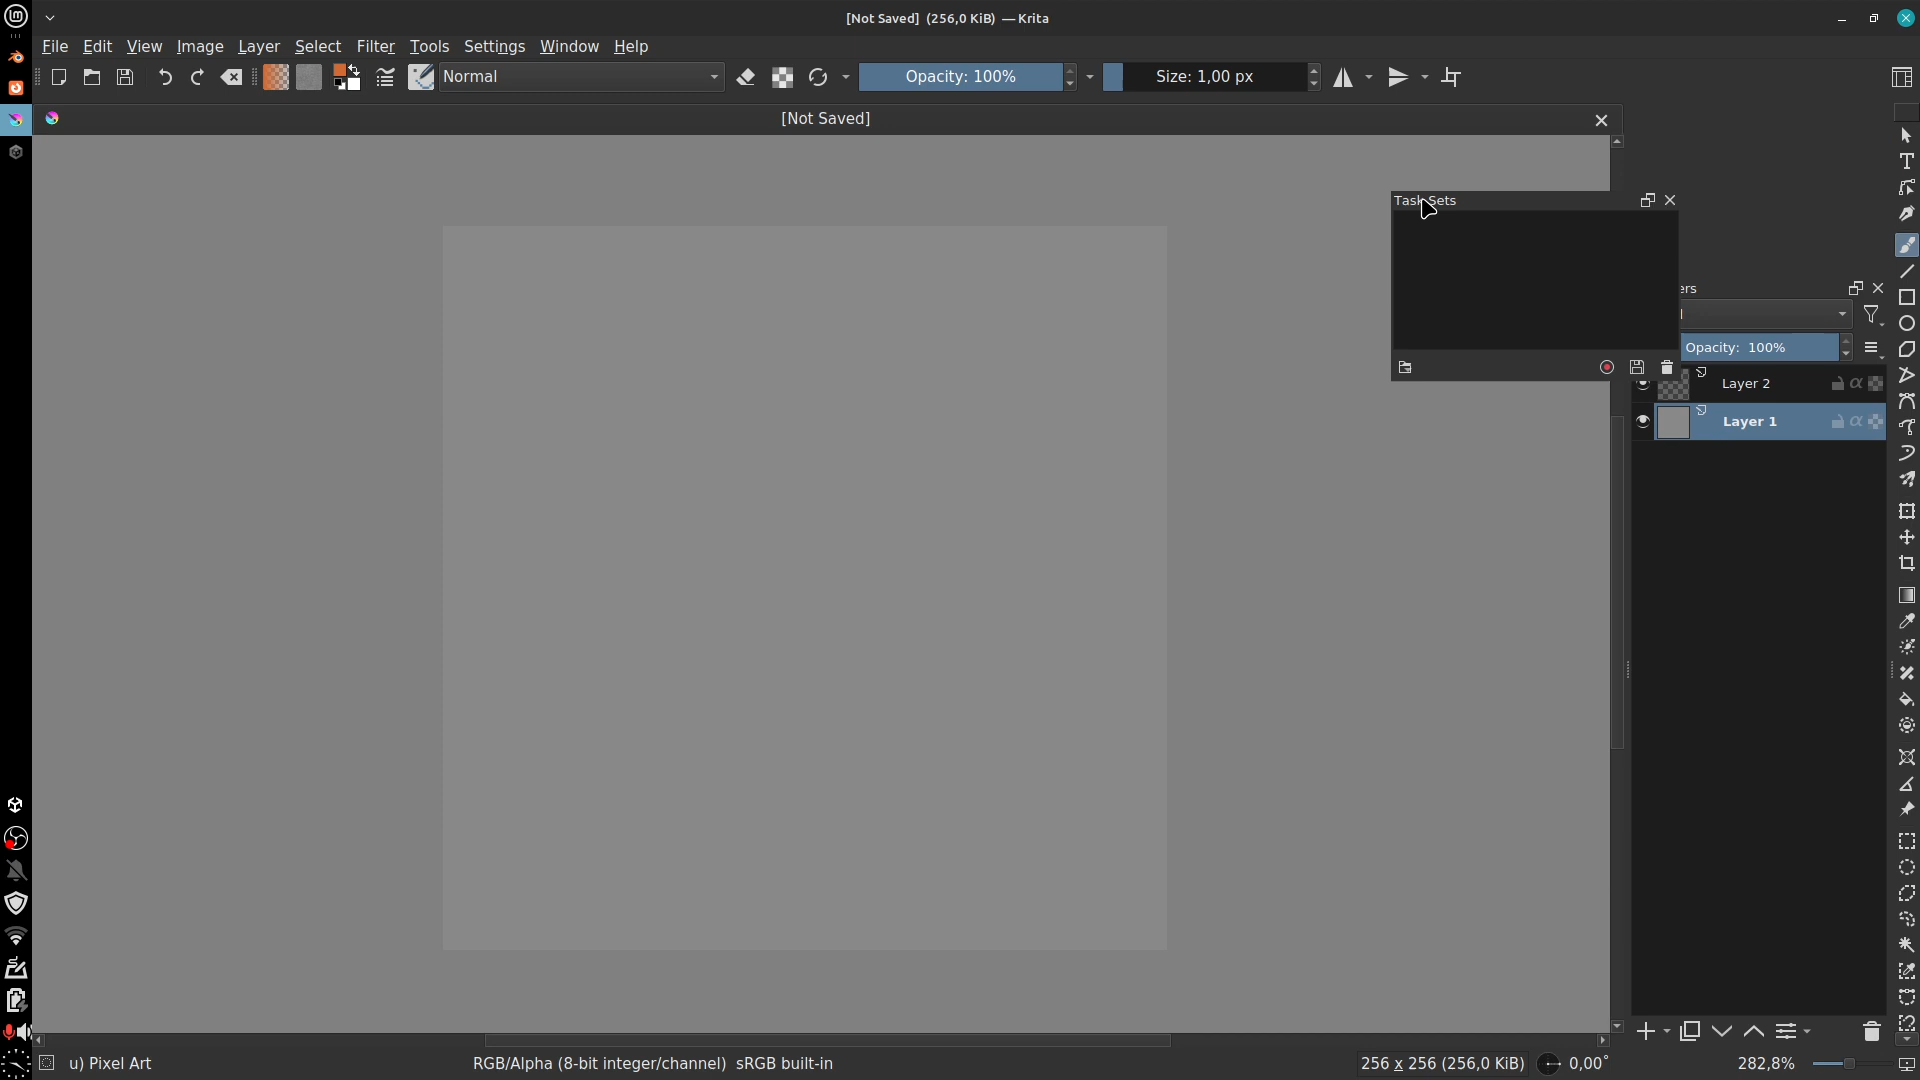 [Not Saved] (256,0 KiB) — Krita
File Edit View Image Layer Select Filter Tools Settings Window Help
Normal
Opacity: 100%
Size: 1,00 px
[Not Saved]
Task Sets
ers
Opacity: 100%
Layer 2
Layer 1
u) Pixel Art
RGB/Alpha (8-bit integer/channel) sRGB built-in
256 x 256 (256,0 KiB)
0,00°
282,8%